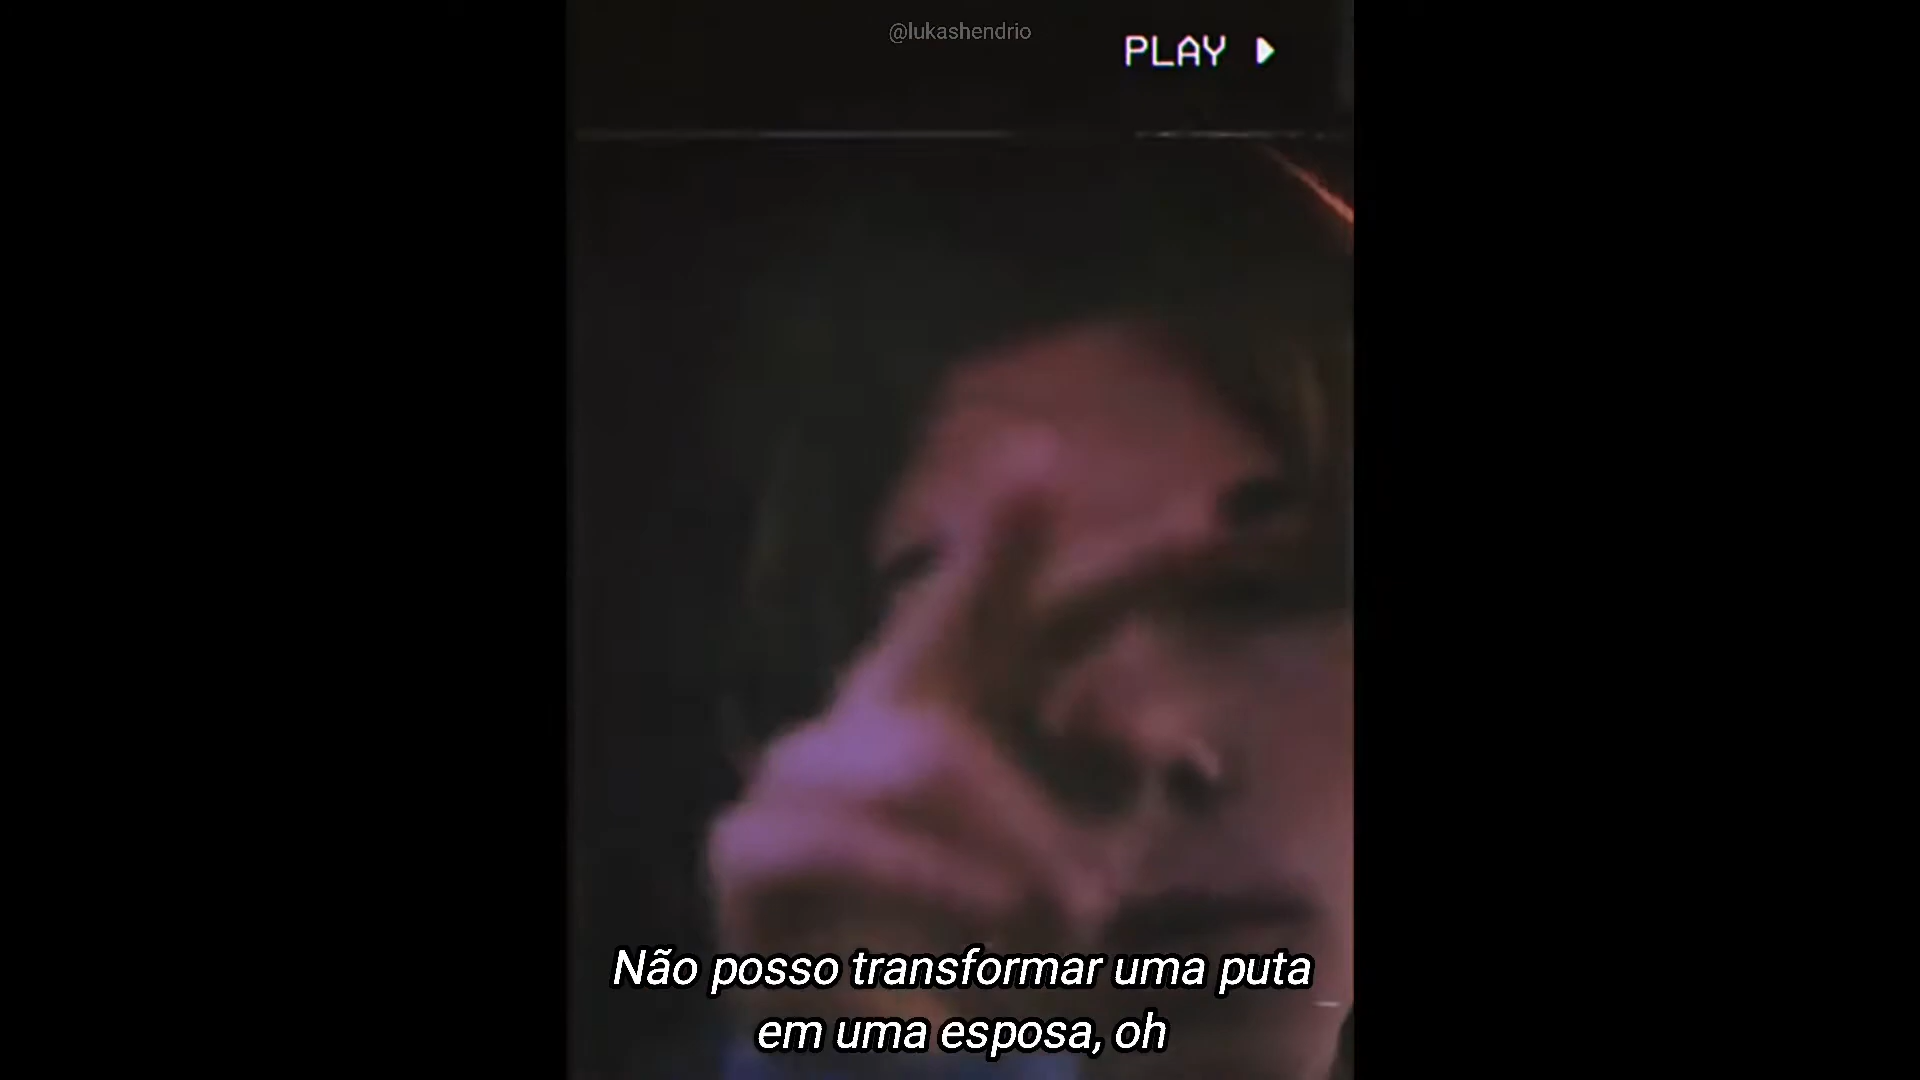 @lukashendrio
PLAY
Não posso transformar uma puta
em uma esposa, oh